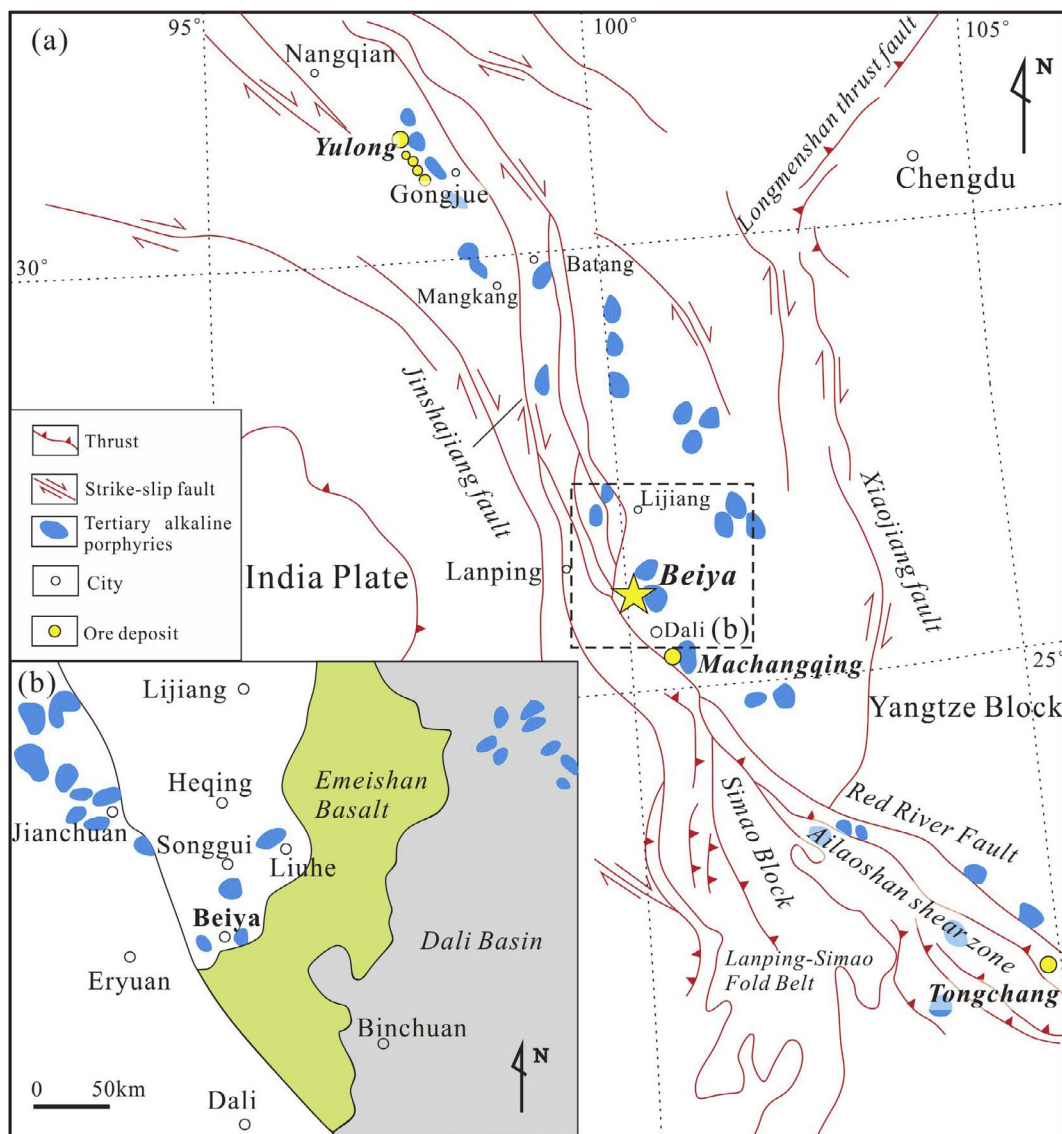 (a)
95°
100°
105°
Nangqian
N
Longmenshan thrust fault
Yulong
Chengdu
Gongjue
30°
Batang
Mangkang
Jinshajiang fault
Thrust
Strike-slip fault
Tertiary alkaline
porphyries
City
Ore deposit
Lijiang
Xiaojiang fault
India Plate
Lanping
Beiya
Dali (b)
25°
Machangqing
Yangtze Block
Red River Fault
Simao Block
Ailaoshan shear zone
Lanping-Simao
Fold Belt
Tongchang
(b)
Lijiang
Emeishan
Basalt
Heqing
Jianchuan
Songgui
Liuhe
Beiya
Dali Basin
Eryuan
Binchuan
N
0 50km
Dali